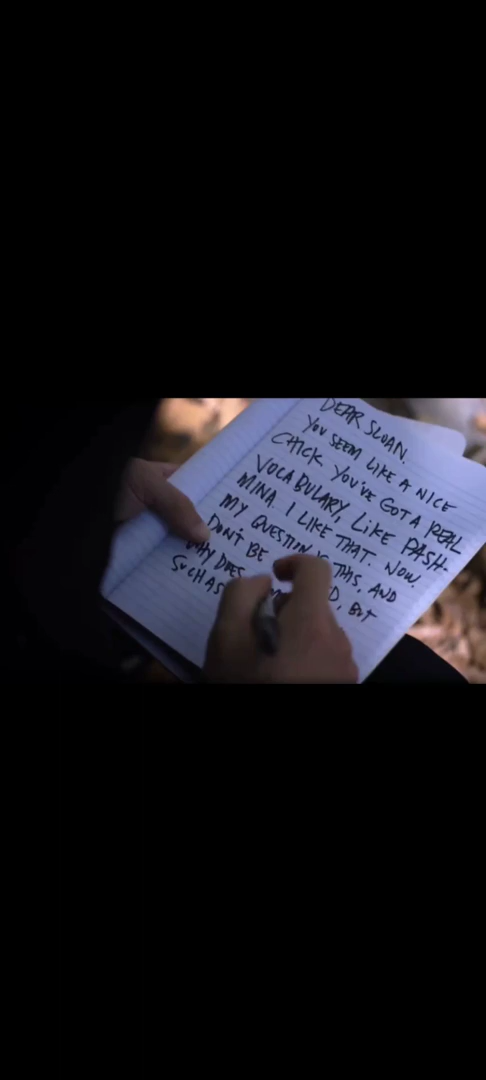 DEAR SLOAN.
YOU SEEM LIKE A NICE
CHICK YOU'VE GOT A REAL
VOCABULARY, LIKE PASH-
MINA. I LIKE THAT. NOW.
MY QUESTION IS THIS, AND
DON'T BE , BUT
WHY DOES
SUCH AS